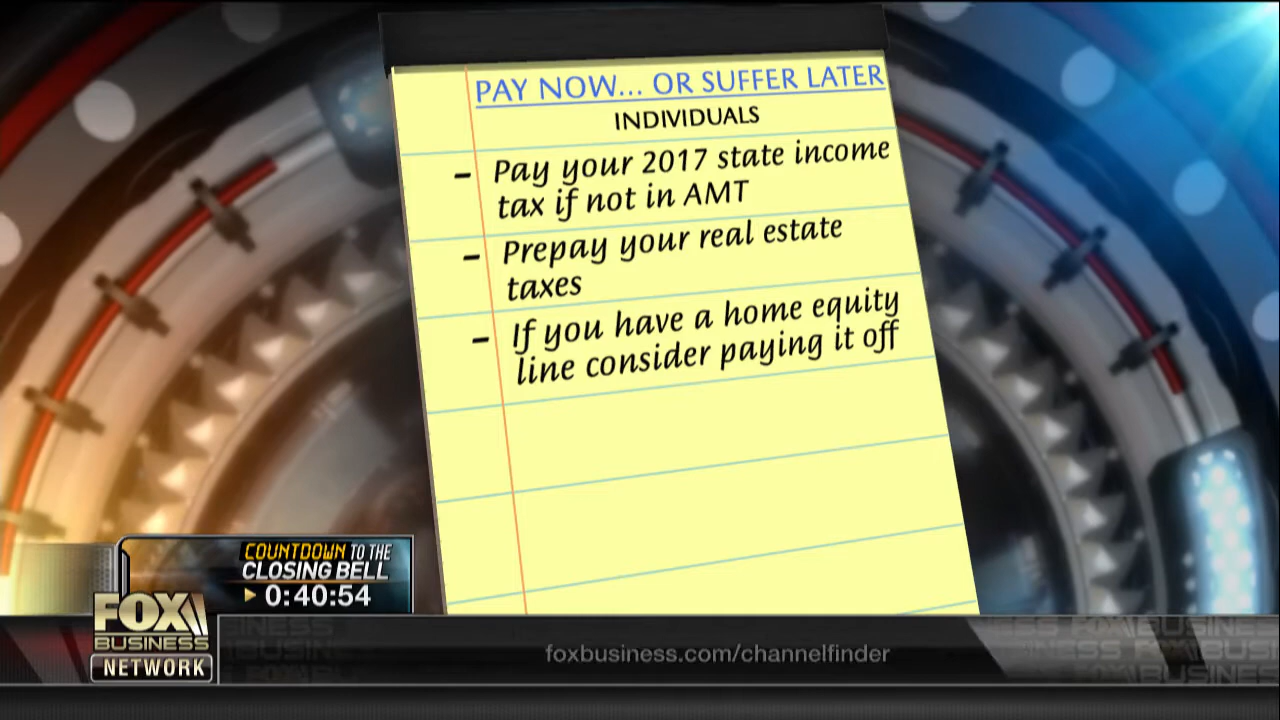 PAY NOW... OR SUFFER LATER
INDIVIDUALS
- Pay your 2017 state income
tax if not in AMT
- Prepay your real estate
taxes
- If you have a home equity
line consider paying it off
COUNTDOWN TO THE
CLOSING BELL
0:40:54
FOX
BUSINESS
NETWORK
foxbusiness.com/channelfinder